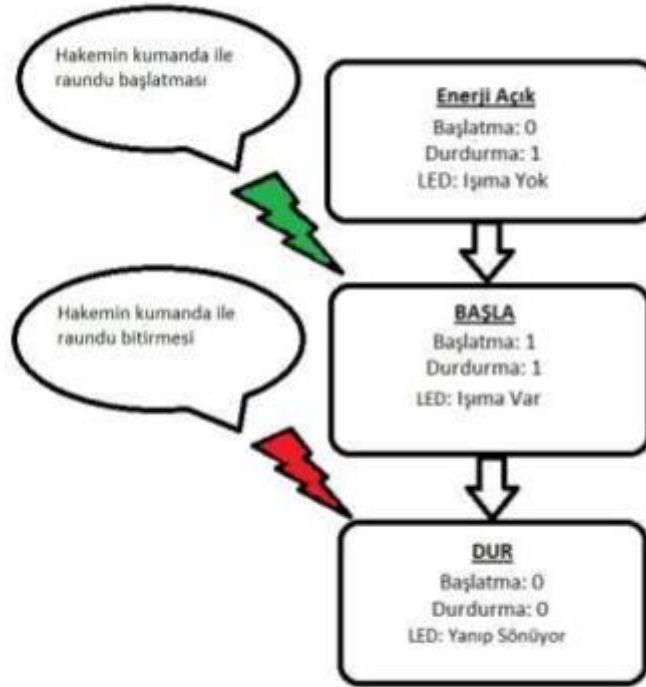 Hakemin kumanda ile
raundu başlatması
Enerji Açık
Başlatma: 0
Durdurma: 1
LED: Işıma Yok
Hakemin kumanda ile
raundu bitirmesi
BAŞLA
Başlatma: 1
Durdurma: 1
LED: Işıma Var
DUR
Başlatma: 0
Durdurma: 0
LED: Yanıp Sönüyor